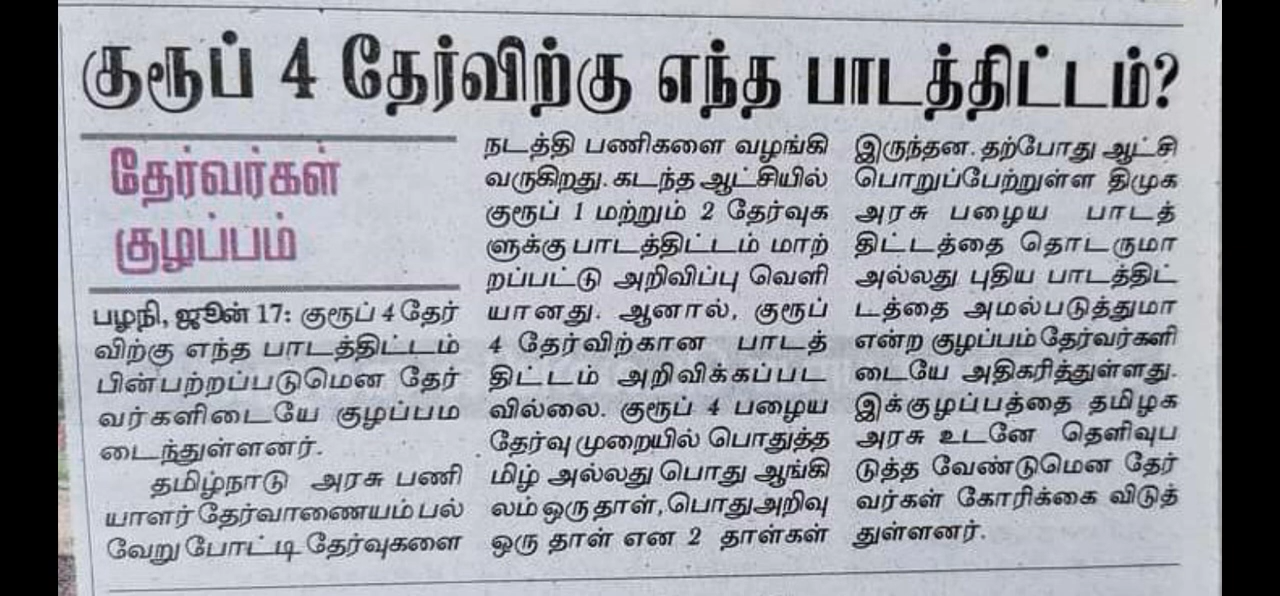 குரூப் 4 தேர்விற்கு எந்த பாடத்திட்டம்?
தேர்வர்கள்
குழப்பம்
பழநி, ஜூன் 17: குரூப் 4 தேர்
விற்கு எந்த பாடத்திட்டம்
பின்பற்றப்படுமென தேர்
வர்களிடையே குழப்பம
டைந்துள்ளனர்.
தமிழ்நாடு அரசு பணி
யாளர் தேர்வாணையம் பல்
வேறு போட்டி தேர்வுகளை
நடத்தி பணிகளை வழங்கி
வருகிறது. கடந்த ஆட்சியில்
குரூப் 1 மற்றும் 2 தேர்வுக
ளுக்கு பாடத்திட்டம் மாற்
றப்பட்டு அறிவிப்பு வெளி
யானது. ஆனால், குரூப்
4 தேர்விற்கான பாடத்
திட்டம் அறிவிக்கப்பட
வில்லை. குரூப் 4 பழைய
தேர்வு முறையில் பொதுத்த
மிழ் அல்லது பொது ஆங்கி
லம் ஒரு தாள், பொதுஅறிவு
ஒரு தாள் என 2 தாள்கள்
இருந்தன. தற்போது ஆட்சி
பொறுப்பேற்றுள்ள திமுக
அரசு பழைய பாடத்
திட்டத்தை தொடருமா
அல்லது புதிய பாடத்திட்
டத்தை அமல்படுத்துமா
என்ற குழப்பம் தேர்வர்களி
டையே அதிகரித்துள்ளது.
இக்குழப்பத்தை தமிழக
அரசு உடனே தெளிவுப
டுத்த வேண்டுமென தேர்
வர்கள் கோரிக்கை விடுத்
துள்ளனர்.